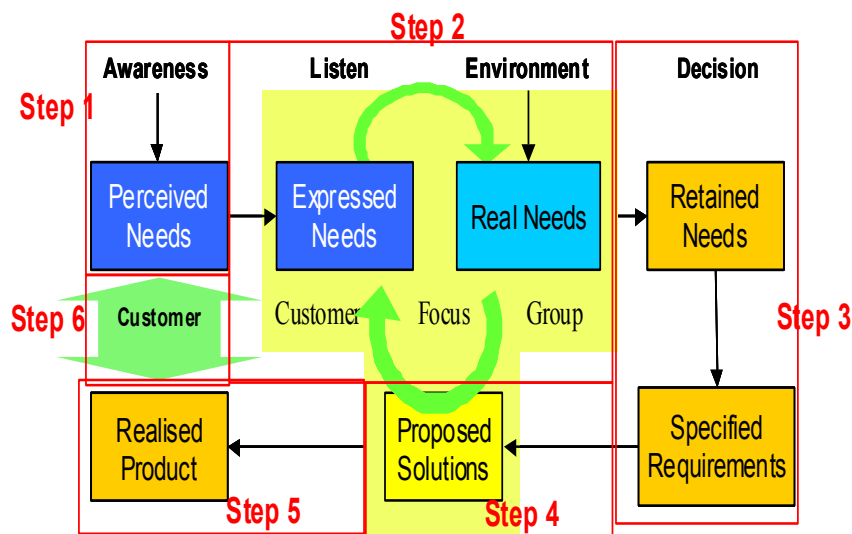 Step 2
Awareness
Listen
Environment
Decision
Step 1
Perceived
Needs
Expressed
Needs
Real Needs
Retained
Needs
Step 6
Customer
Customer Focus Group
Step 3
Realised
Product
Proposed
Solutions
Specified
Requirements
Step 5
Step 4